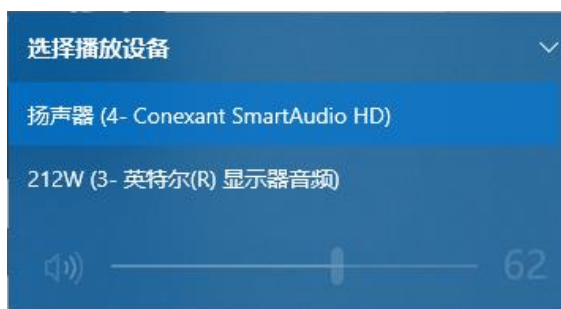 选择播放设备
扬声器 (4- Conexant SmartAudio HD)
212W (3- 英特尔(R) 显示器音频)
62